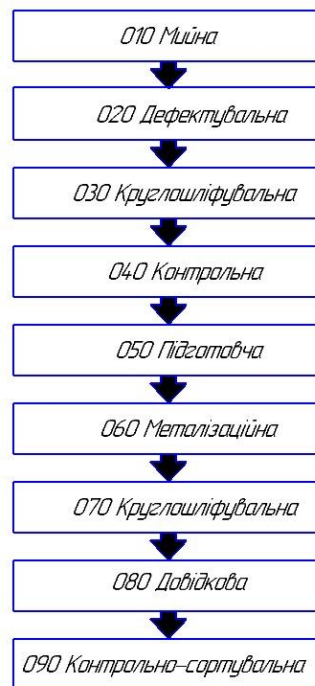 010 Мийна
020 Дефектувальна
030 Круглошліфувальна
040 Контрольна
050 Підготовча
060 Металізаційна
070 Круглошліфувальна
080 Довідкова
090 Контрольно-сортувальна